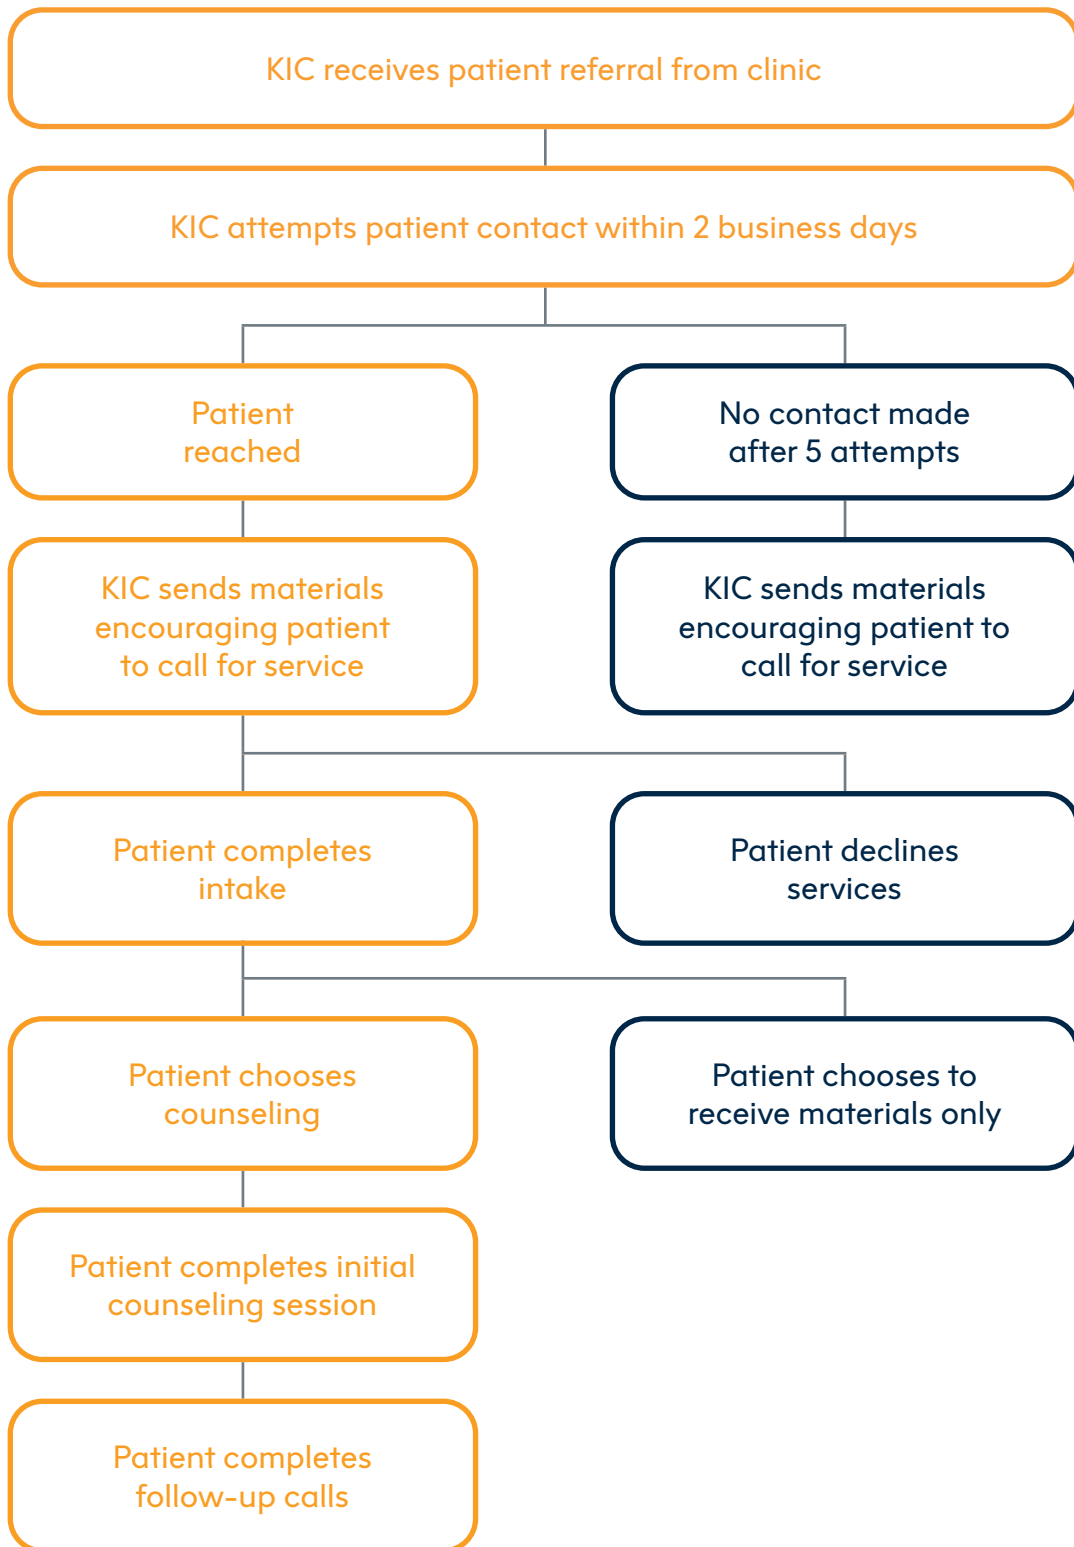 KIC receives patient referral from clinic
KIC attempts patient contact within 2 business days
Patient
reached
No contact made
after 5 attempts
KIC sends materials
encouraging patient
to call for service
KIC sends materials
encouraging patient to
call for service
Patient completes
intake
Patient declines
services
Patient chooses
counseling
Patient chooses to
receive materials only
Patient completes initial
counseling session
Patient completes
follow-up calls